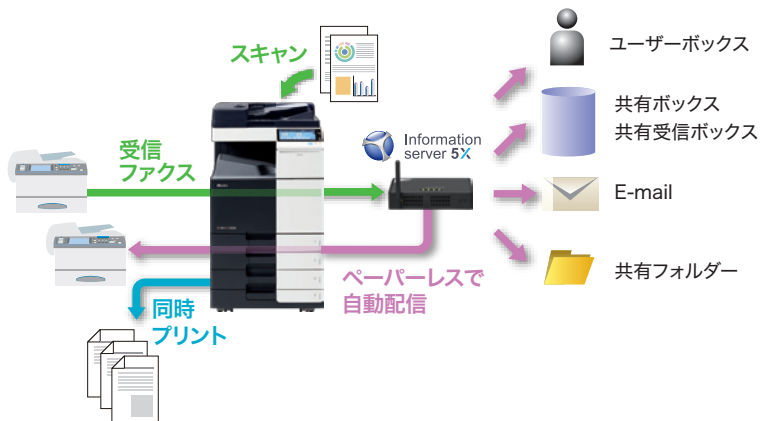 スキャン
ユーザーボックス
共有ボックス
共有受信ボックス
Information
server 5X
受信
ファクス
E-mail
ペーパーレスで
自動配信
共有フォルダー
同時
プリント